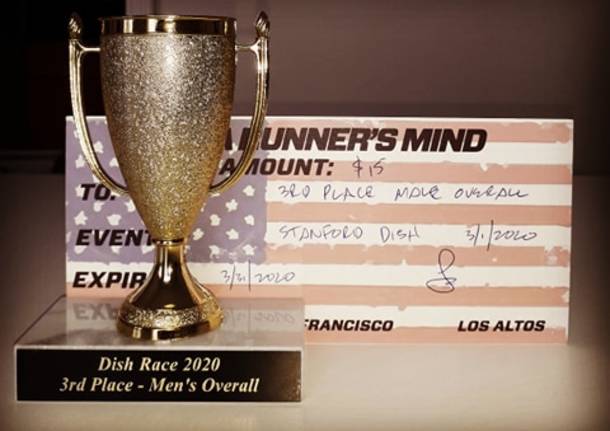 A RUNNER'S MIND
AMOUNT: $15
TO: 3RD PLACE MALE OVERALL
EVENT STANFORD DISH 3/1/2020
EXPIR 3/31/2020
FRANCISCO LOS ALTOS
Dish Race 2020
3rd Place - Men's Overall